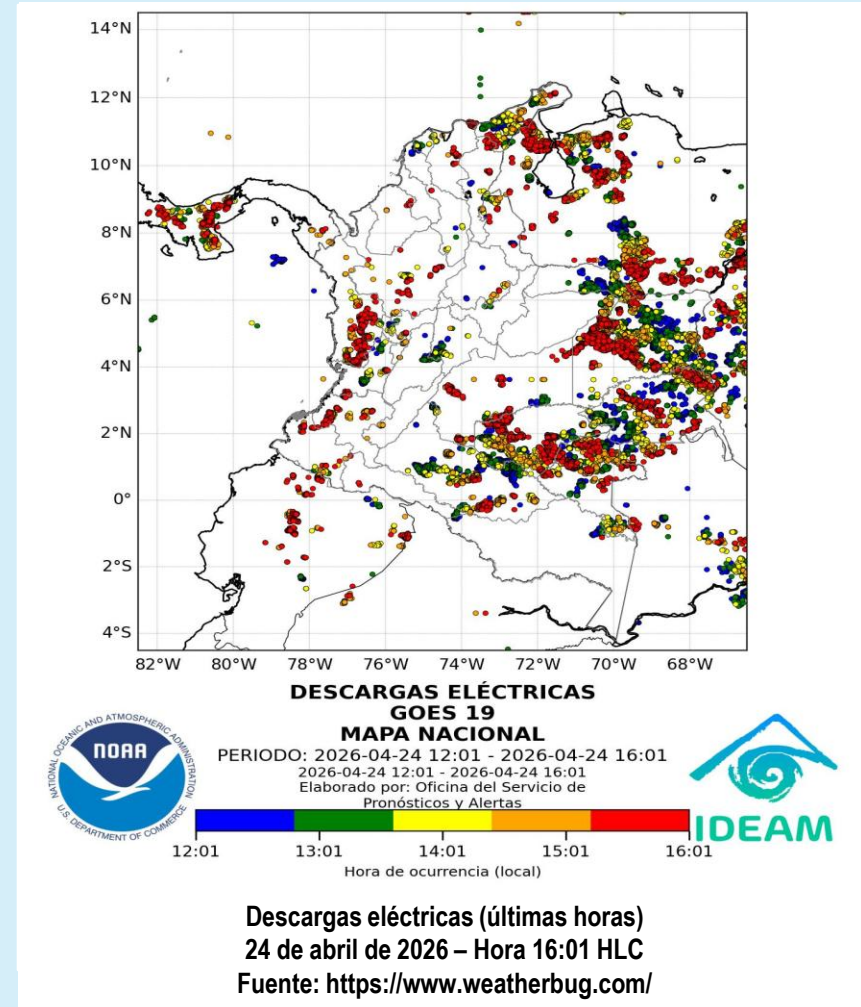 14°N
12°N
10°N
8°N
6°N
4°N
2°N
0°
2°S
4°S
82°W 80°W 78°W 76°W 74°W 72°W 70°W 68°W
DESCARGAS ELÉCTRICAS
GOES 19
MAPA NACIONAL
PERIODO: 2026-04-24 12:01 - 2026-04-24 16:01
2026-04-24 12:01 - 2026-04-24 16:01
Elaborado por: Oficina del Servicio de
Pronósticos y Alertas
NATIONAL OCEANIC AND ATMOSPHERIC ADMINISTRATION
NOAA
U.S. DEPARTMENT OF COMMERCE
IDEAM
12:01 13:01 14:01 15:01 16:01
Hora de ocurrencia (local)
Descargas eléctricas (últimas horas)
24 de abril de 2026 – Hora 16:01 HLC
Fuente: https://www.weatherbug.com/